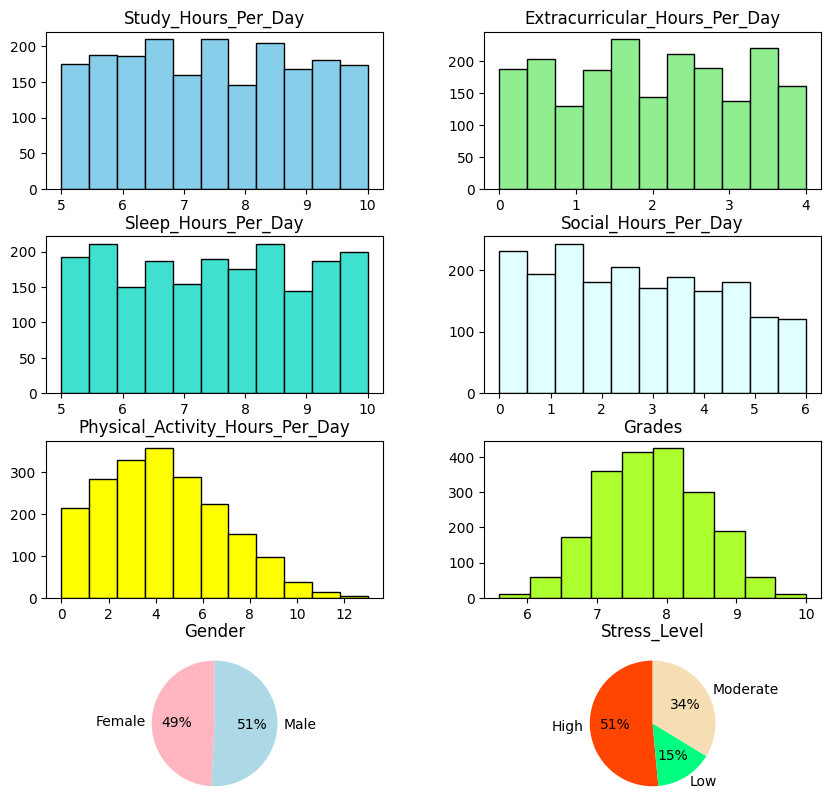 Study_Hours_Per_Day
Extracurricular_Hours_Per_Day
200
150
100
50
0
5 6 7 8 9 10
200
150
100
50
0
0 1 2 3 4
Sleep_Hours_Per_Day
Social_Hours_Per_Day
200
150
100
50
0
5 6 7 8 9 10
200
100
0
0 1 2 3 4 5 6
Physical_Activity_Hours_Per_Day
Grades
300
200
100
0
0 2 4 6 8 10 12
400
300
200
100
0
6 7 8 9 10
Gender
Stress_Level
Female
49%
51%
Male
High
51%
34%
Moderate
15%
Low